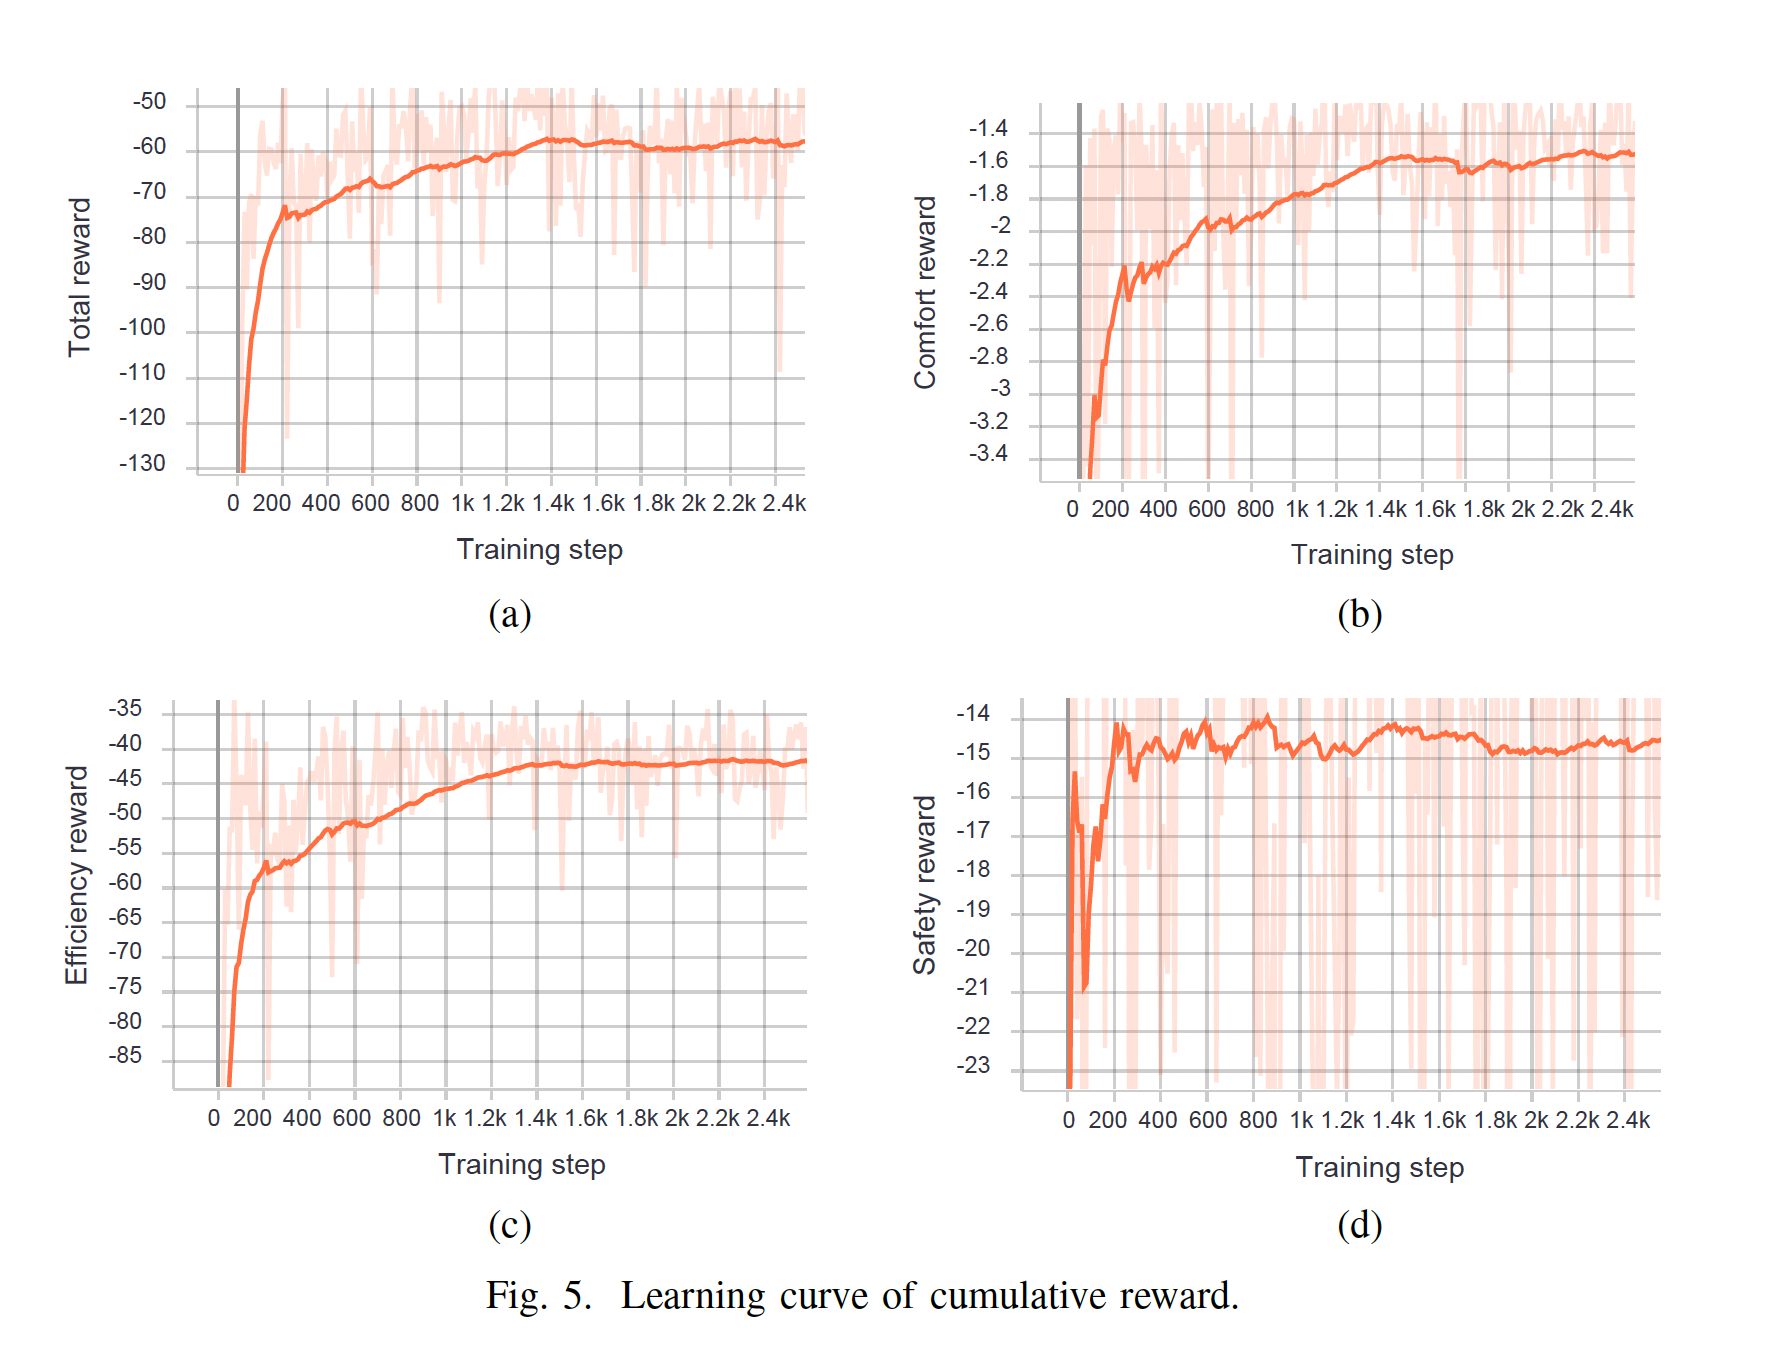 -50
-60
-70
-80
-90
-100
-110
-120
-130
Total reward
0 200 400 600 800 1k 1.2k 1.4k 1.6k 1.8k 2k 2.2k 2.4k
Training step
(a)
-1.4
-1.6
-1.8
-2
-2.2
-2.4
-2.6
-2.8
-3
-3.2
-3.4
Comfort reward
0 200 400 600 800 1k 1.2k 1.4k 1.6k 1.8k 2k 2.2k 2.4k
Training step
(b)
-35
-40
-45
-50
-55
-60
-65
-70
-75
-80
-85
Efficiency reward
0 200 400 600 800 1k 1.2k 1.4k 1.6k 1.8k 2k 2.2k 2.4k
Training step
(c)
-14
-15
-16
-17
-18
-19
-20
-21
-22
-23
Safety reward
0 200 400 600 800 1k 1.2k 1.4k 1.6k 1.8k 2k 2.2k 2.4k
Training step
(d)
Fig. 5. Learning curve of cumulative reward.